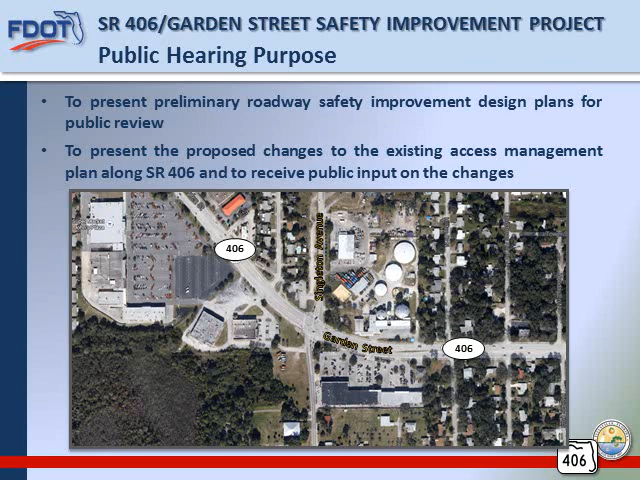 FDOT
SR 406/GARDEN STREET SAFETY IMPROVEMENT PROJECT
Public Hearing Purpose
• To present preliminary roadway safety improvement design plans for
public review
• To present the proposed changes to the existing access management
plan along SR 406 and to receive public input on the changes
406
Singleton Avenue
Garden Street
406
406